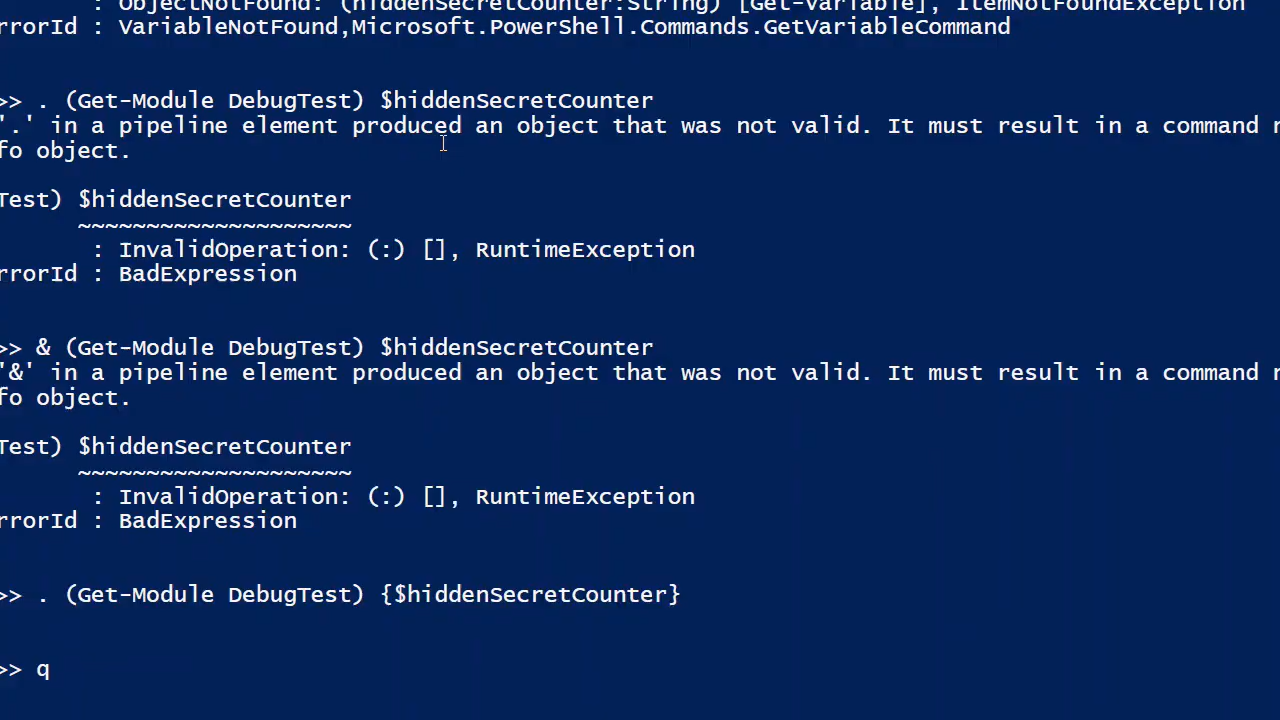 : ObjectNotFound: (hiddenSecretCounter:String) [Get-Variable], ItemNotFoundException
rrorId : VariableNotFound,Microsoft.PowerShell.Commands.GetVariableCommand
>> . (Get-Module DebugTest) $hiddenSecretCounter
'.' in a pipeline element produced an object that was not valid. It must result in a command n
fo object.
Test) $hiddenSecretCounter
~~~~~~~~~~~~~~~~~~~~
: InvalidOperation: (:) [], RuntimeException
rrorId : BadExpression
>> & (Get-Module DebugTest) $hiddenSecretCounter
'&' in a pipeline element produced an object that was not valid. It must result in a command n
fo object.
Test) $hiddenSecretCounter
~~~~~~~~~~~~~~~~~~~~
: InvalidOperation: (:) [], RuntimeException
rrorId : BadExpression
>> . (Get-Module DebugTest) {$hiddenSecretCounter}
>> q